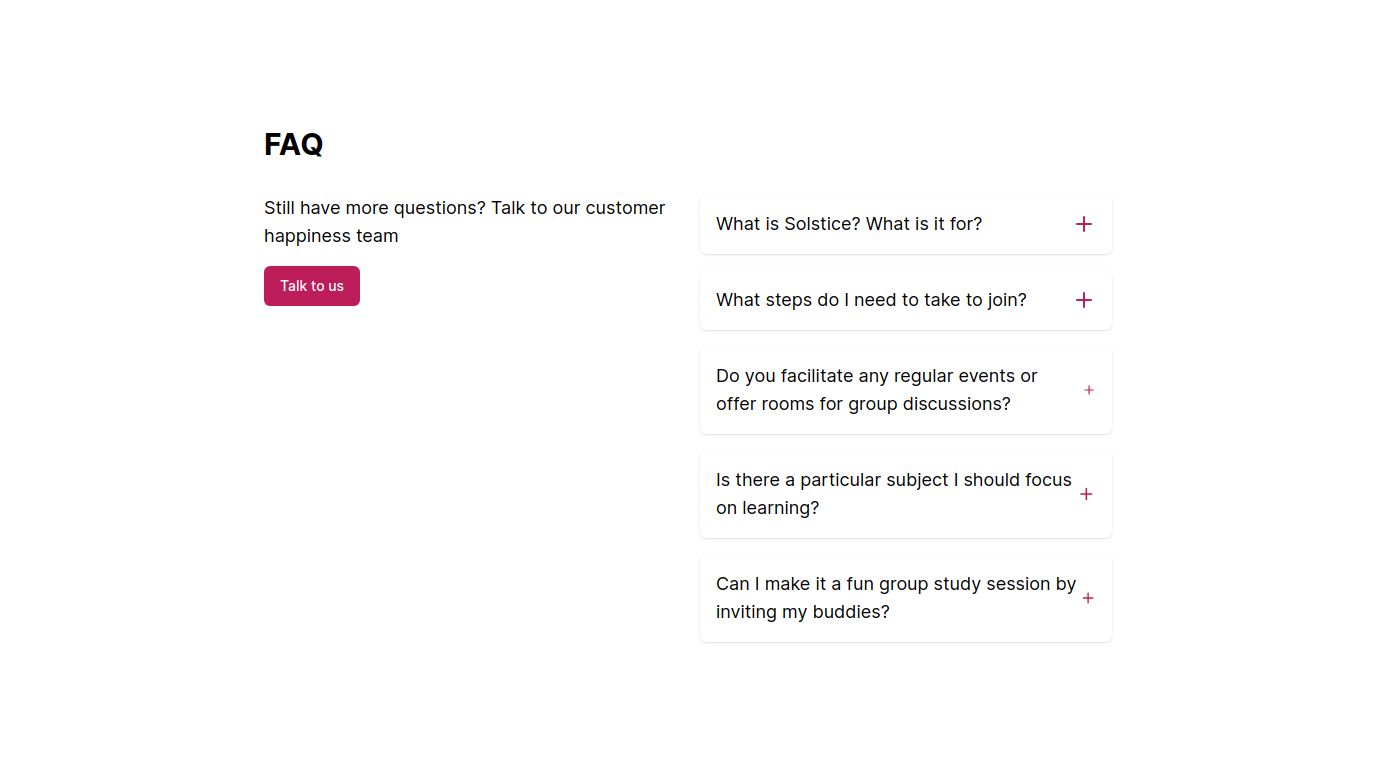 FAQ
Still have more questions? Talk to our customer
happiness team
Talk to us
What is Solstice? What is it for?
What steps do I need to take to join?
Do you facilitate any regular events or
offer rooms for group discussions?
Is there a particular subject I should focus
on learning?
Can I make it a fun group study session by
inviting my buddies?